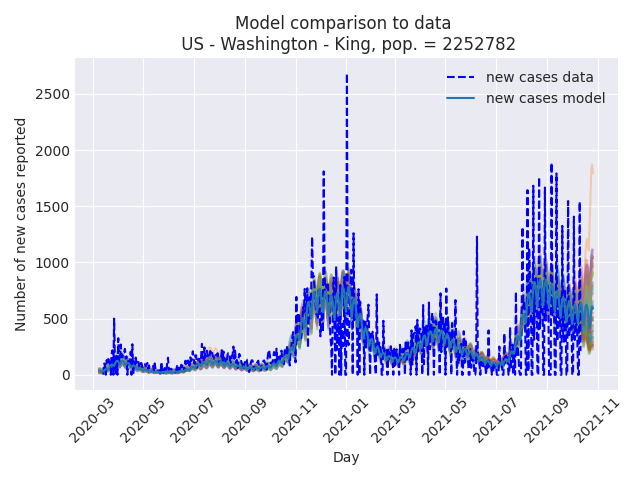 Model comparison to data
US - Washington - King, pop. = 2252782
new cases data
new cases model
Number of new cases reported
2500
2000
1500
1000
500
0
2020-03
2020-05
2020-07
2020-09
2020-11
2021-01
2021-03
2021-05
2021-07
2021-09
2021-11
Day